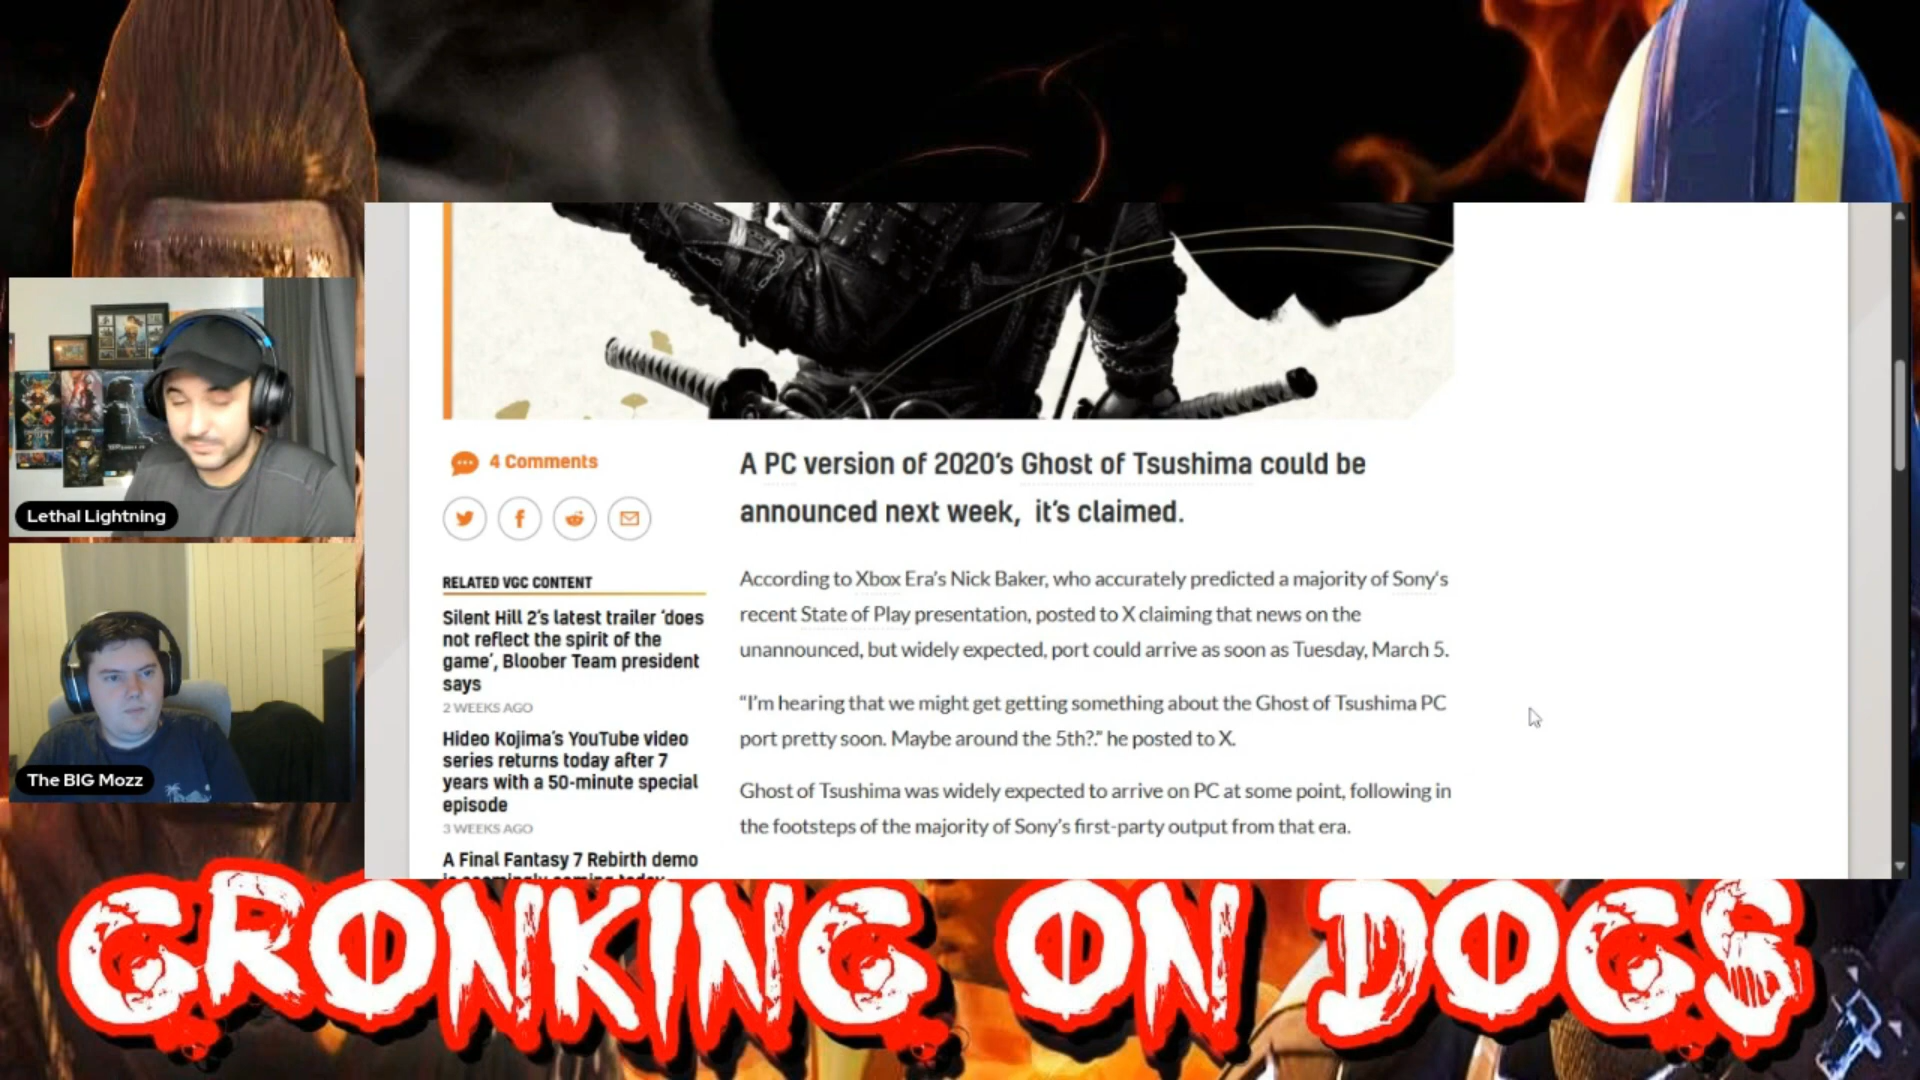 Lethal Lightning
The BIG Mozz
4 Comments
RELATED VGC CONTENT
Silent Hill 2's latest trailer 'does
not reflect the spirit of the
game', Bloober Team president
says
2 WEEKS AGO
Hideo Kojima's YouTube video
series returns today after 7
years with a 50-minute special
episode
3 WEEKS AGO
A Final Fantasy 7 Rebirth demo
is seemingly coming today
A PC version of 2020's Ghost of Tsushima could be
announced next week, it's claimed.
According to Xbox Era's Nick Baker, who accurately predicted a majority of Sony's
recent State of Play presentation, posted to X claiming that news on the
unannounced, but widely expected, port could arrive as soon as Tuesday, March 5.
"I'm hearing that we might get getting something about the Ghost of Tsushima PC
port pretty soon. Maybe around the 5th?." he posted to X.
Ghost of Tsushima was widely expected to arrive on PC at some point, following in
the footsteps of the majority of Sony's first-party output from that era.
GRONKING ON DOGS